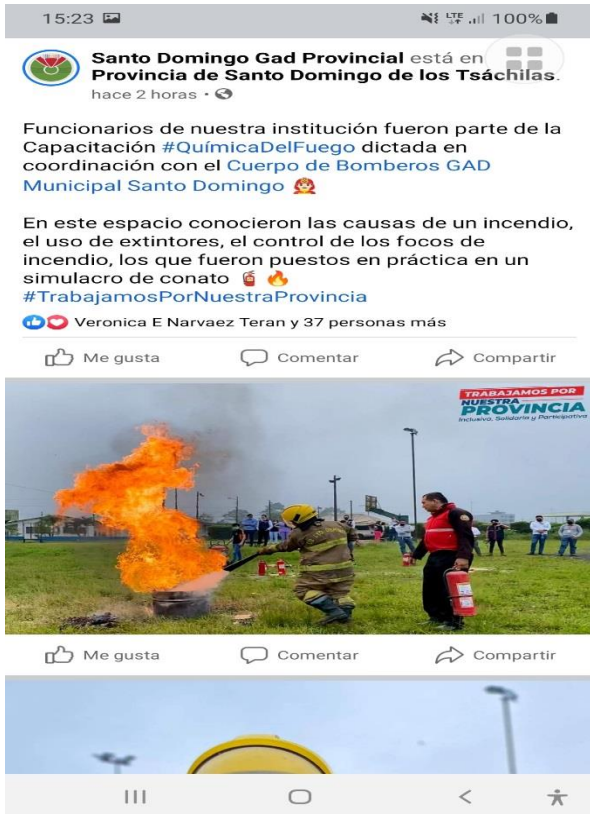 15:23 LTE 100%
Santo Domingo Gad Provincial está en
Provincia de Santo Domingo de los Tsáchilas.
hace 2 horas ·
Funcionarios de nuestra institución fueron parte de la
Capacitación #QuímicaDelFuego dictada en
coordinación con el Cuerpo de Bomberos GAD
Municipal Santo Domingo
En este espacio conocieron las causas de un incendio,
el uso de extintores, el control de los focos de
incendio, los que fueron puestos en práctica en un
simulacro de conato
#TrabajamosPorNuestraProvincia
Veronica E Narvaez Teran y 37 personas más
Me gusta Comentar Compartir
TRABAJAMOS POR
NUESTRA
PROVINCIA
Inclusiva, Solidaria y Participativa
Me gusta Comentar Compartir